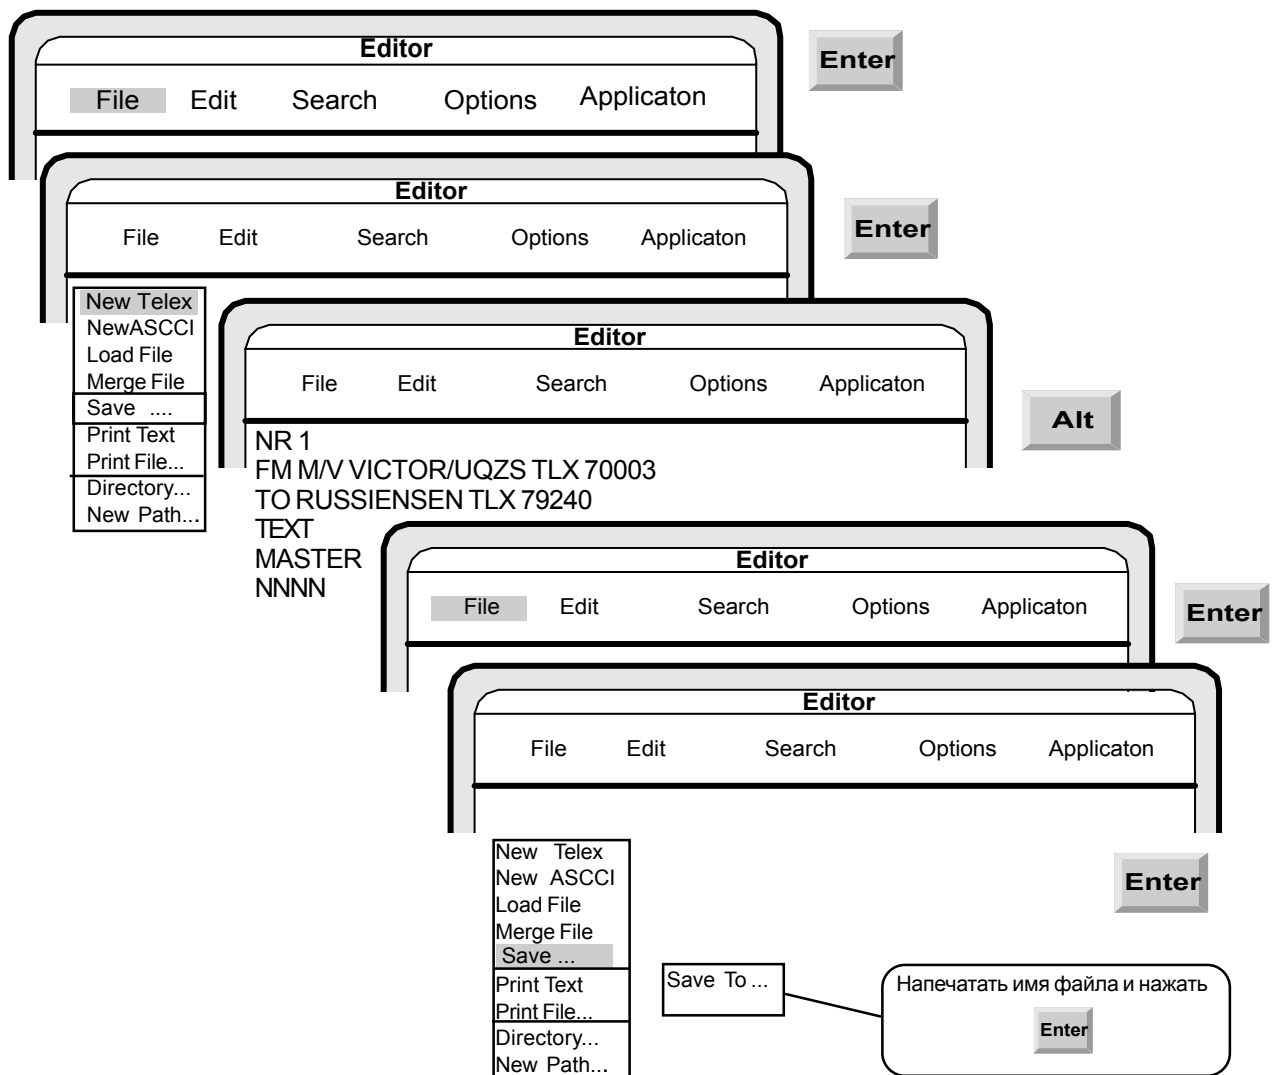 Editor
Enter
File Edit Search Options Applicaton
Editor
File Edit Search Options Applicaton
Enter
New Telex
NewASCCI
Load File
Merge File
Save ....
Print Text
Print File...
Directory...
New Path...
Editor
File Edit Search Options Applicaton
Alt
NR 1
FM M/V VICTOR/UQZS TLX 70003
TO RUSSIENSEN TLX 79240
TEXT
MASTER
NNNN
Editor
File Edit Search Options Applicaton
Enter
Editor
File Edit Search Options Applicaton
Enter
New Telex
New ASCCI
Load File
Merge File
Save ...
Print Text
Print File...
Directory...
New Path...
Save To ...
Напечатать имя файла и нажать
Enter